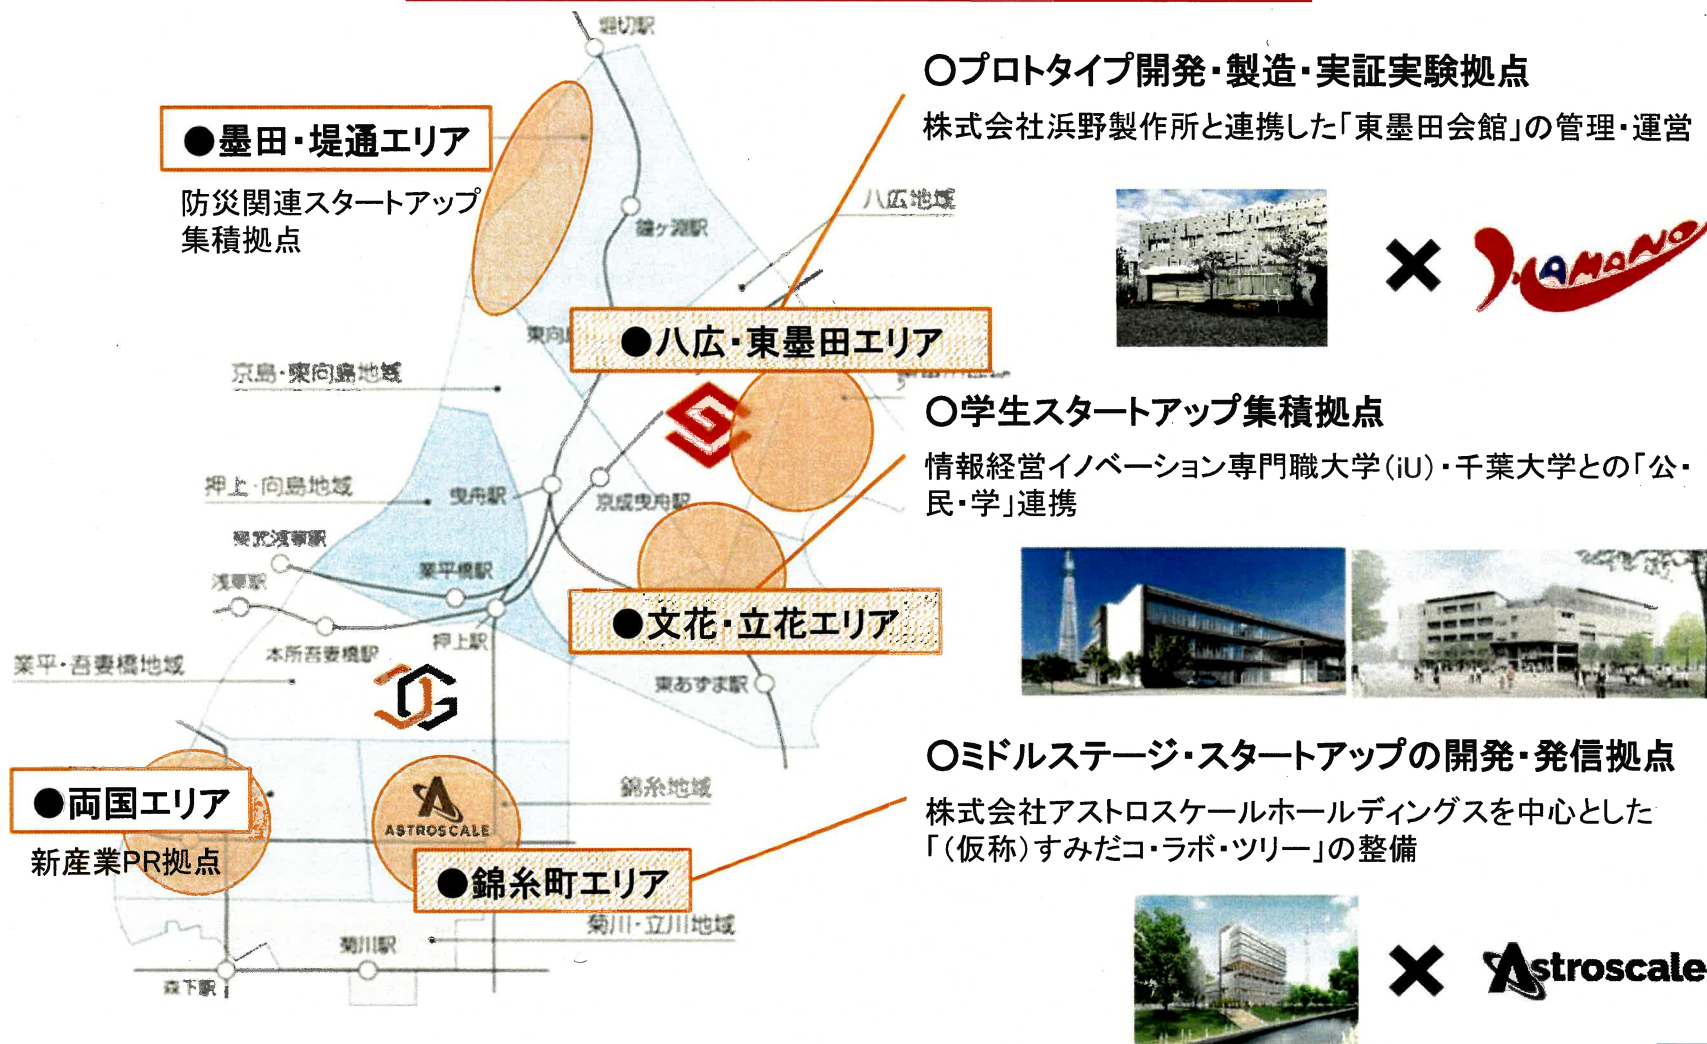 堀切駅
●墨田・堤通エリア
防災関連スタートアップ
集積拠点
鐘ヶ淵駅
八広地域
東向
●八広・東墨田エリア
京島・東向島地域
押上・向島地域
曳舟駅
京成曳舟駅
東武浅草駅
浅草駅
業平橋駅
本所吾妻橋駅
押上駅
●文花・立花エリア
業平・吾妻橋地域
東あずま駅
●両国エリア
新産業PR拠点
ASTROSCALE
錦糸地域
●錦糸町エリア
菊川・立川地域
菊川駅
森下駅
〇プロトタイプ開発・製造・実証実験拠点
株式会社浜野製作所と連携した「東墨田会館」の管理・運営
×
HAMANO
〇学生スタートアップ集積拠点
情報経営イノベーション専門職大学(iU)・千葉大学との「公・
民・学」連携
〇ミドルステージ・スタートアップの開発・発信拠点
株式会社アストロスケールホールディングスを中心とした
「(仮称)すみだコ・ラボ・ツリー」の整備
×
Astroscale